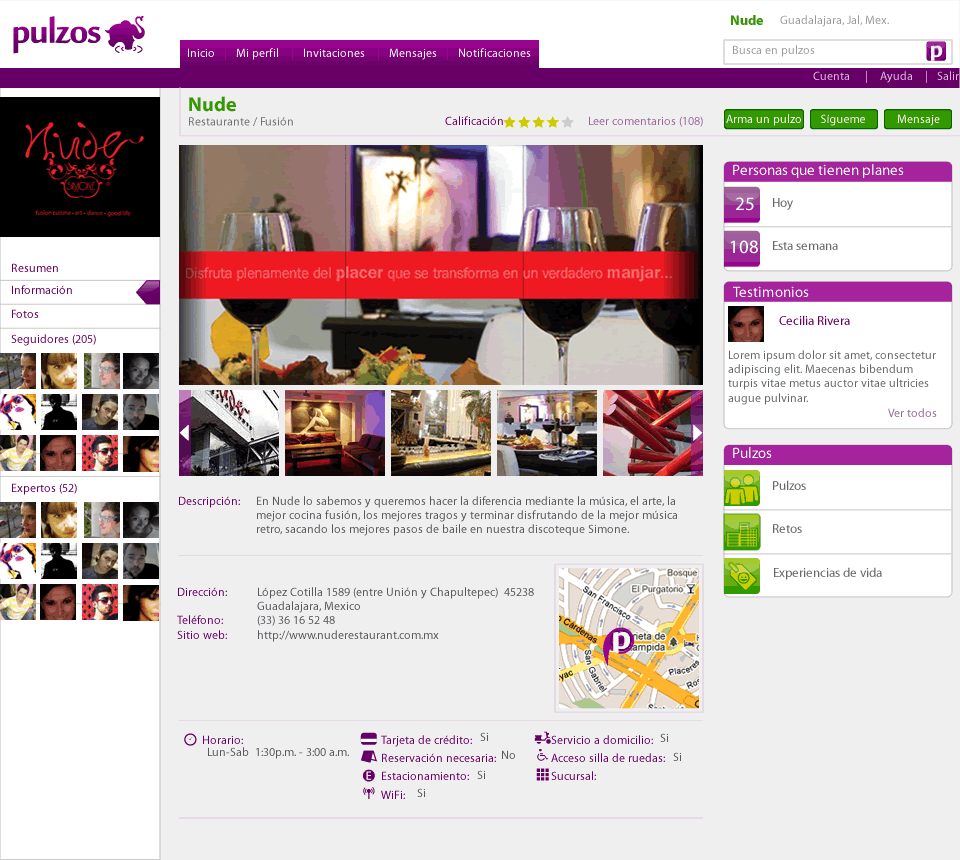 pulzos
Nude
Guadalajara, Jal, Mex.
Inicio
Mi perfil
Invitaciones
Mensajes
Notificaciones
Busca en pulzos
p
Cuenta | Ayuda | Salir
Nude
SIMONE
fusion cuisine • art • dance • good life
Nude
Restaurante / Fusión
Calificación
Leer comentarios (108)
Arma un pulzo
Sígueme
Mensaje
Disfruta plenamente del placer que se transforma en un verdadero manjar...
Resumen
Información
Fotos
Seguidores (205)
Expertos (52)
Descripción:
En Nude lo sabemos y queremos hacer la diferencia mediante la música, el arte, la
mejor cocina fusión, los mejores tragos y terminar disfrutando de la mejor música
retro, sacando los mejores pasos de baile en nuestra discoteque Simone.
Dirección:
López Cotilla 1589 (entre Unión y Chapultepec) 45238
Guadalajara, Mexico
Teléfono:
(33) 36 16 52 48
Sitio web:
http://www.nuderestaurant.com.mx
Bosque
El Purgatorio
San Francisco
o Cárdenas
p
rieta de
ampida
San Gabriel
Placeres
Ro
yac
Horario:
Lun-Sab 1:30p.m. - 3:00 a.m.
Tarjeta de crédito: Si
Reservación necesaria: No
E Estacionamiento: Si
WiFi: Si
Servicio a domicilio: Si
Acceso silla de ruedas: Si
Sucursal:
Personas que tienen planes
25 Hoy
108 Esta semana
Testimonios
Cecilia Rivera
Lorem ipsum dolor sit amet, consectetur
adipiscing elit. Maecenas bibendum
turpis vitae metus auctor vitae ultricies
augue pulvinar.
Ver todos
Pulzos
Pulzos
Retos
Experiencias de vida